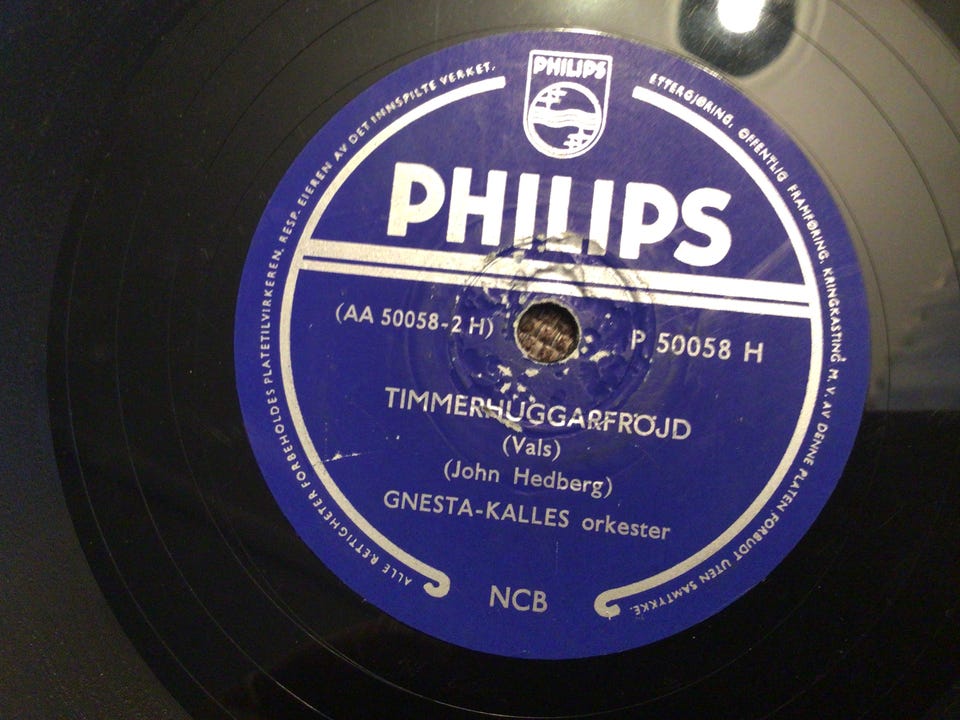 PHILIPS
PHILIPS
(AA 50058-2 H)
P 50058 H
TIMMERHUGGARFRÖJD
(Vals)
(John Hedberg)
GNESTA-KALLES orkester
NCB
ALLE RETTIGHETER FORBEHOLDES PLATETILVIRKEREN, RESP. EIEREN AV DET INNSPILTE VERKET.
ETTERGJØRING, OFFENTLIG FRAMFØRING, KRINGKASTING M. V. AV DENNE PLATEN FORBUDT UTEN SAMTYKKE.